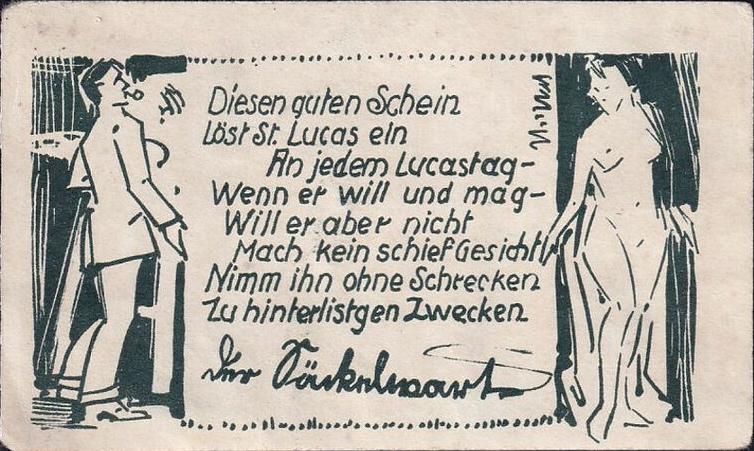 Diesen guten Schein
löst St. Lucas ein
An jedem Lucastag-
Wenn er will und mag-
Will er aber nicht
Mach kein schief Gesicht
Nimm ihn ohne Schrecken
Zu hinterlistgen Zwecken
Der Säckelwart